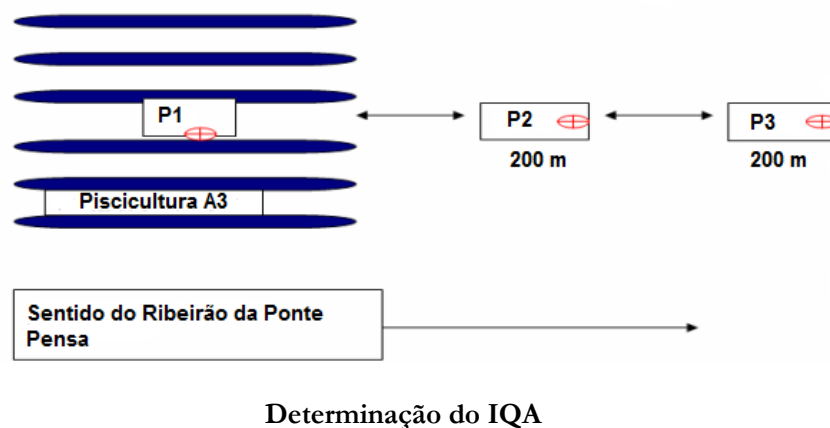 P1
P2
P3
200 m
200 m
Piscicultura A3
Sentido do Ribeirão da Ponte
Pensa
Determinação do IQA